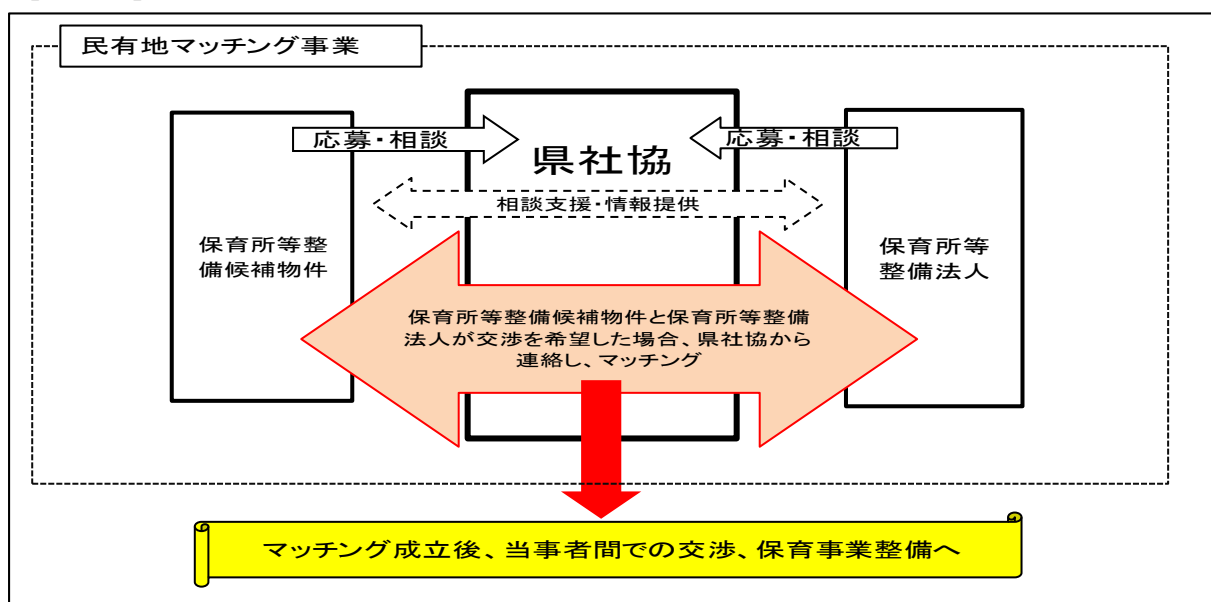 民有地マッチング事業
応募・相談
県社協
応募・相談
相談支援・情報提供
保育所等整
備候補物件
保育所等
整備法人
保育所等整備候補物件と保育所等整備
法人が交渉を希望した場合、県社協から
連絡し、マッチング
マッチング成立後、当事者間での交渉、保育事業整備へ